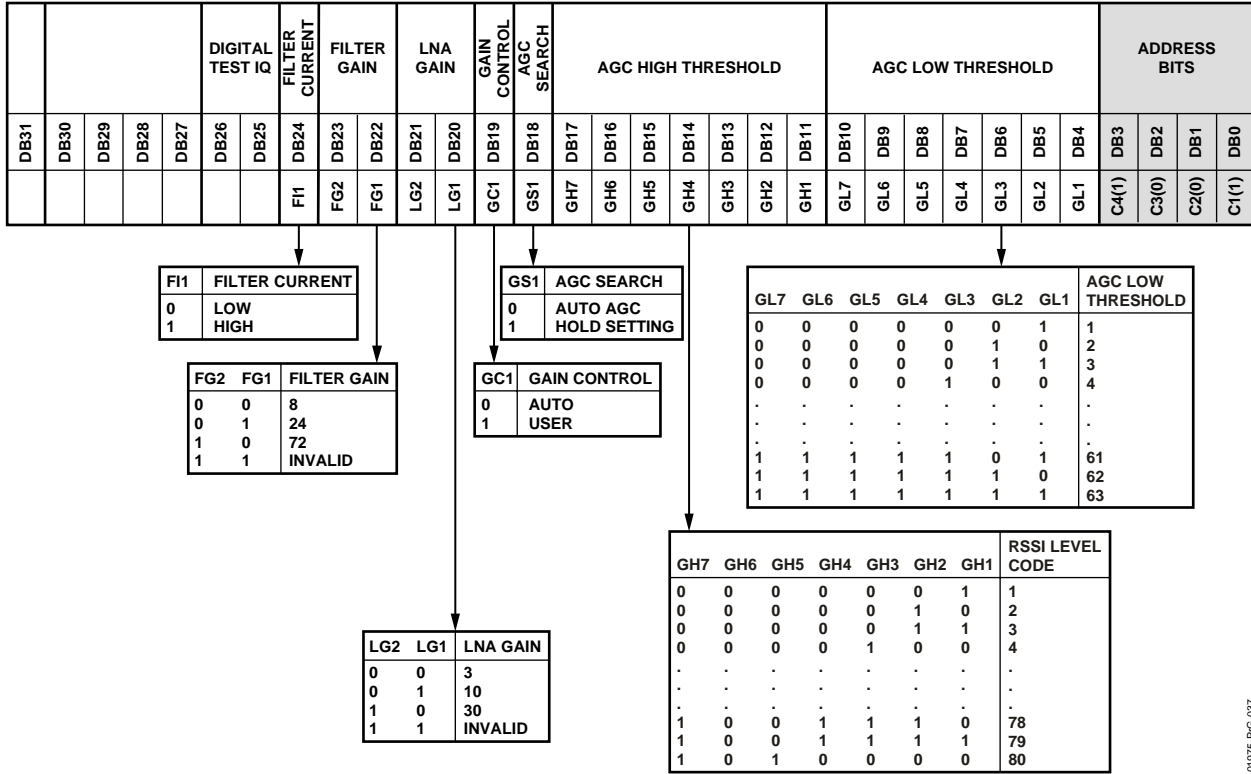 DIGITAL TEST IQ
FILTER CURRENT
FILTER GAIN
LNA GAIN
GAIN CONTROL
AGC SEARCH
AGC HIGH THRESHOLD
AGC LOW THRESHOLD
ADDRESS BITS
DB31 DB30 DB29 DB28 DB27 DB26 DB25 DB24 DB23 DB22 DB21 DB20 DB19 DB18 DB17 DB16 DB15 DB14 DB13 DB12 DB11 DB10 DB9 DB8 DB7 DB6 DB5 DB4 DB3 DB2 DB1 DB0
FI1 FG2 FG1 LG2 LG1 GC1 GS1 GH7 GH6 GH5 GH4 GH3 GH2 GH1 GL7 GL6 GL5 GL4 GL3 GL2 GL1 C4(1) C3(0) C2(0) C1(1)
FI1 FILTER CURRENT
0 LOW
1 HIGH
GS1 AGC SEARCH
0 AUTO AGC
1 HOLD SETTING
GL7 GL6 GL5 GL4 GL3 GL2 GL1 AGC LOW THRESHOLD
0 0 0 0 0 0 1 1
0 0 0 0 0 1 0 2
0 0 0 0 0 1 1 3
0 0 0 0 1 0 0 4
. . . . . . . .
. . . . . . . .
. . . . . . . .
1 1 1 1 1 0 1 61
1 1 1 1 1 1 0 62
1 1 1 1 1 1 1 63
FG2 FG1 FILTER GAIN
0 0 8
0 1 24
1 0 72
1 1 INVALID
GC1 GAIN CONTROL
0 AUTO
1 USER
GH7 GH6 GH5 GH4 GH3 GH2 GH1 RSSI LEVEL CODE
0 0 0 0 0 0 1 1
0 0 0 0 0 1 0 2
0 0 0 0 0 1 1 3
0 0 0 0 1 0 0 4
. . . . . . . .
. . . . . . . .
. . . . . . . .
1 0 0 1 1 1 0 78
1 0 0 1 1 1 1 79
1 0 1 0 0 0 0 80
LG2 LG1 LNA GAIN
0 0 3
0 1 10
1 0 30
1 1 INVALID